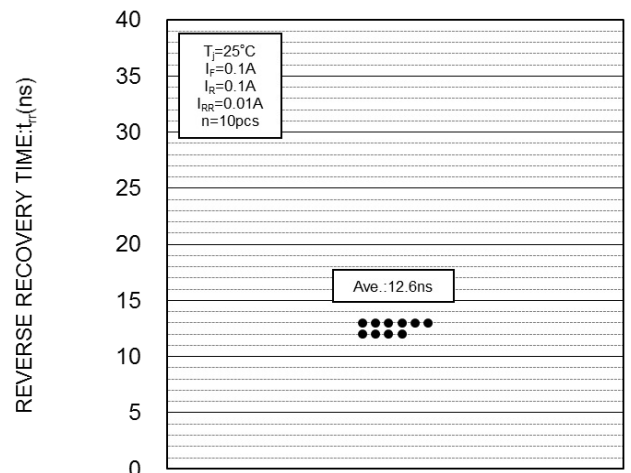 REVERSE RECOVERY TIME:trr(ns)
40
35
30
25
20
15
10
5
0
Tj=25°C
IF=0.1A
IR=0.1A
IRR=0.01A
n=10pcs
Ave.:12.6ns